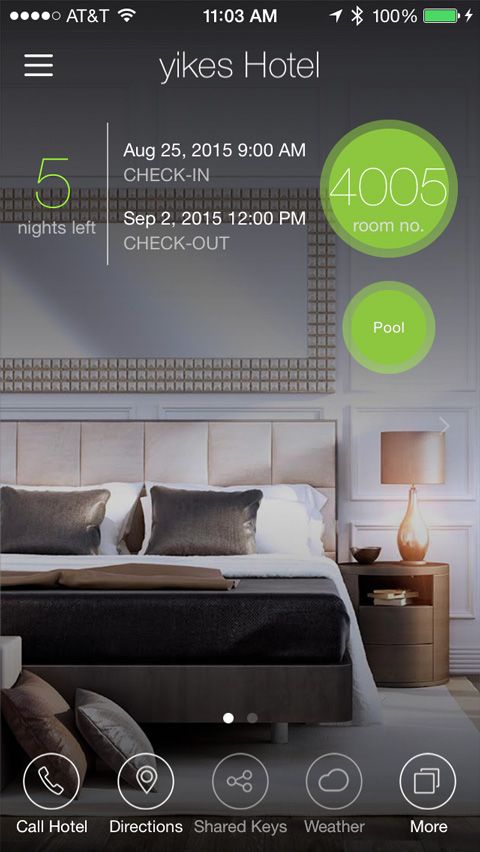 AT&T 11:03 AM 100%
yikes Hotel
5
nights left
Aug 25, 2015 9:00 AM
CHECK-IN
Sep 2, 2015 12:00 PM
CHECK-OUT
4005
room no.
Pool
Call Hotel Directions Shared Keys Weather More